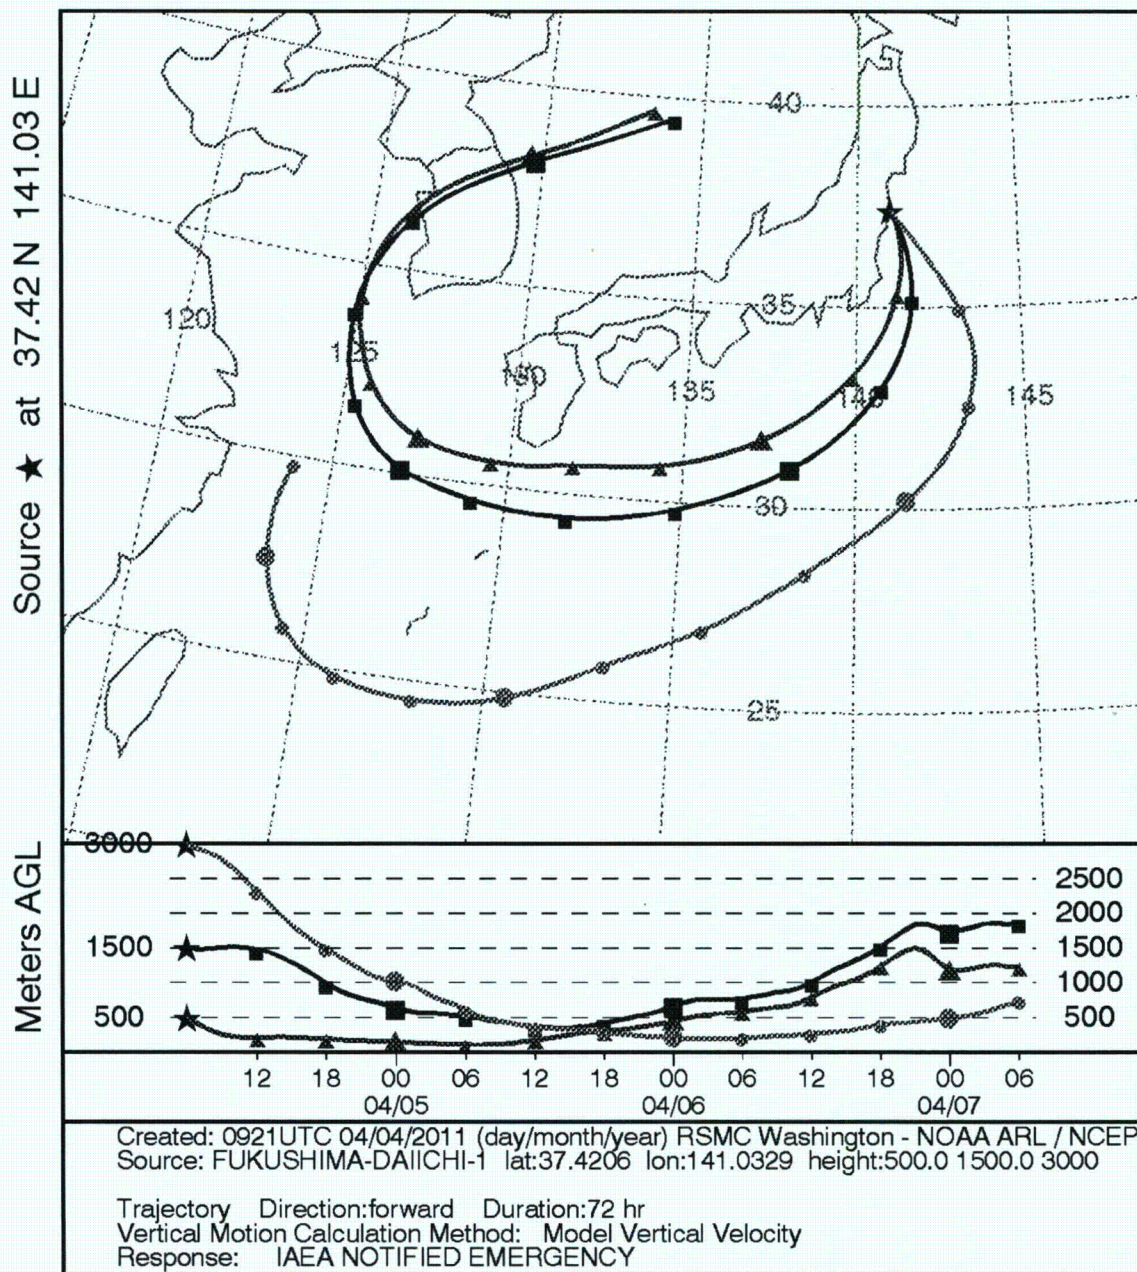 Source ★ at 37.42 N 141.03 E
40
35
120
125
130
135
140
145
30
25
Meters AGL
3000
1500
500
2500
2000
1500
1000
500
12 18 00 06 12 18 00 06 12 18 00 06
04/05 04/06 04/07
Created: 0921UTC 04/04/2011 (day/month/year) RSMC Washington - NOAA ARL / NCEP
Source: FUKUSHIMA-DAIICHI-1 lat:37.4206 lon:141.0329 height:500.0 1500.0 3000
Trajectory Direction:forward Duration:72 hr
Vertical Motion Calculation Method: Model Vertical Velocity
Response: IAEA NOTIFIED EMERGENCY